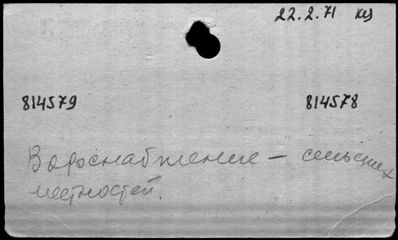 22.2.71
814579 814578
Водоснабжение – сельских
местностей.